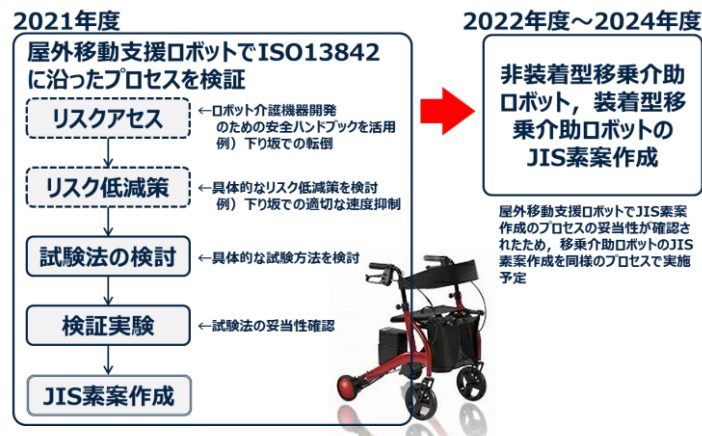 2021年度
屋外移動支援ロボットでISO13842
に沿ったプロセスを検証
リスクアセス
←ロボット介護機器開発
のための安全ハンドブックを活用
例）下り坂での転倒
リスク低減策
←具体的なリスク低減策を検討
例）下り坂での適切な速度抑制
試験法の検討
←具体的な試験方法を検討
検証実験
←試験法の妥当性確認
JIS素案作成
2022年度～2024年度
非装着型移乗介助
ロボット，装着型移
乗介助ロボットの
JIS素案作成
屋外移動支援ロボットでJIS素案
作成のプロセスの妥当性が確認さ
れたため，移乗介助ロボットのJIS
素案作成を同様のプロセスで実施
予定